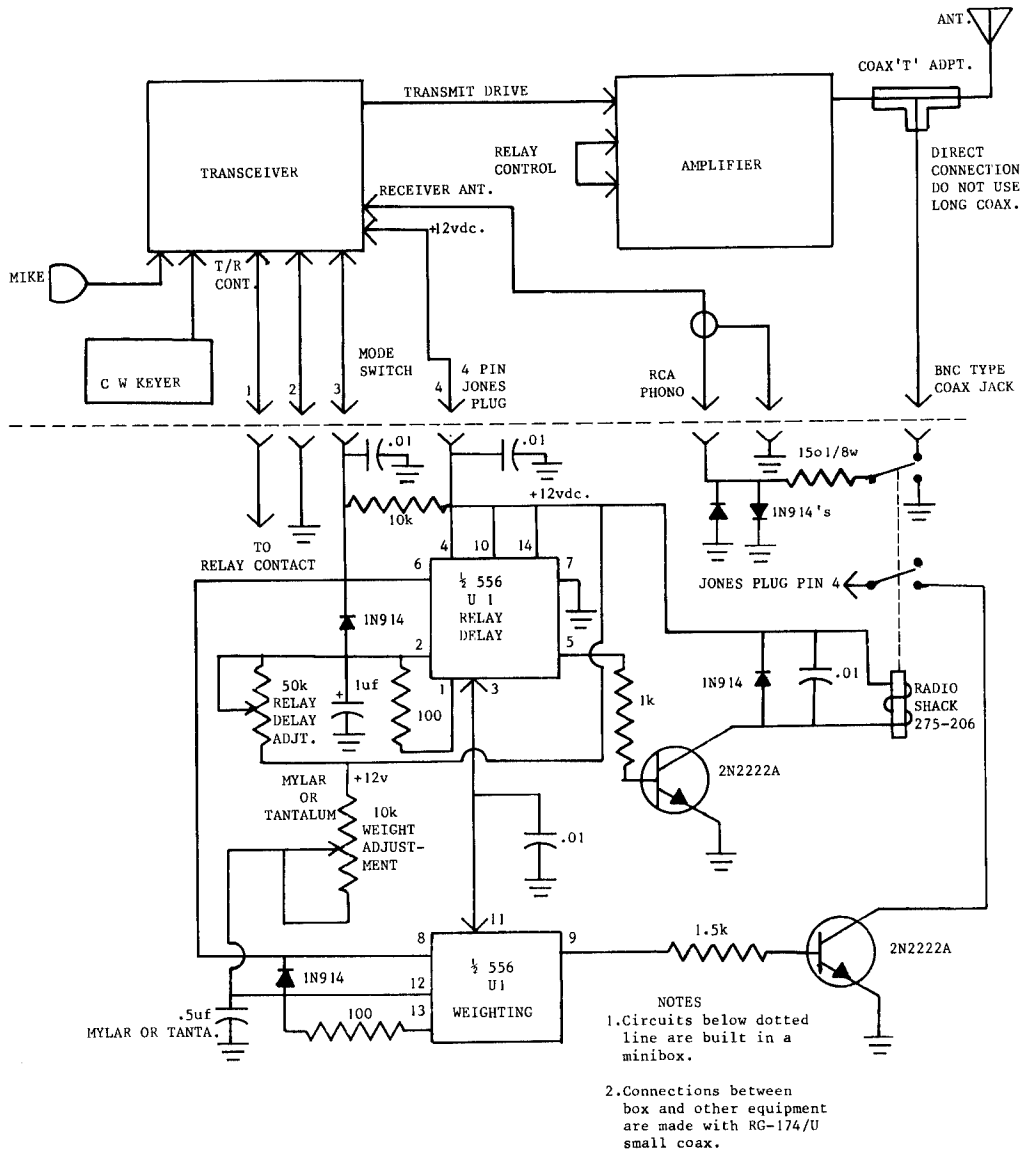 ANT.
COAX'T' ADPT.
TRANSMIT DRIVE
RELAY
CONTROL
TRANSCEIVER
AMPLIFIER
DIRECT
CONNECTION
DO NOT USE
LONG COAX.
RECEIVER ANT.
+12vdc.
MIKE
T/R
CONT.
C W KEYER
MODE
SWITCH
4 PIN
JONES
PLUG
1
2
3
4
RCA
PHONO
BNC TYPE
COAX JACK
.01
.01
15o1/8w
10k
+12vdc.
1N914's
TO
RELAY CONTACT
4
10
14
6
7
½ 556
U 1
RELAY
DELAY
JONES PLUG PIN 4
1N914
2
5
1
3
50k
RELAY
DELAY
ADJT.
+
1uf
100
1k
1N914
.01
RADIO
SHACK
275-206
2N2222A
MYLAR
OR
TANTALUM
+12v
10k
WEIGHT
ADJUST-
MENT
.01
11
8
9
½ 556
U1
WEIGHTING
1.5k
2N2222A
1N914
12
13
100
.5uf
MYLAR OR TANTA.
NOTES
1.Circuits below dotted
line are built in a
minibox.
2.Connections between
box and other equipment
are made with RG-174/U
small coax.